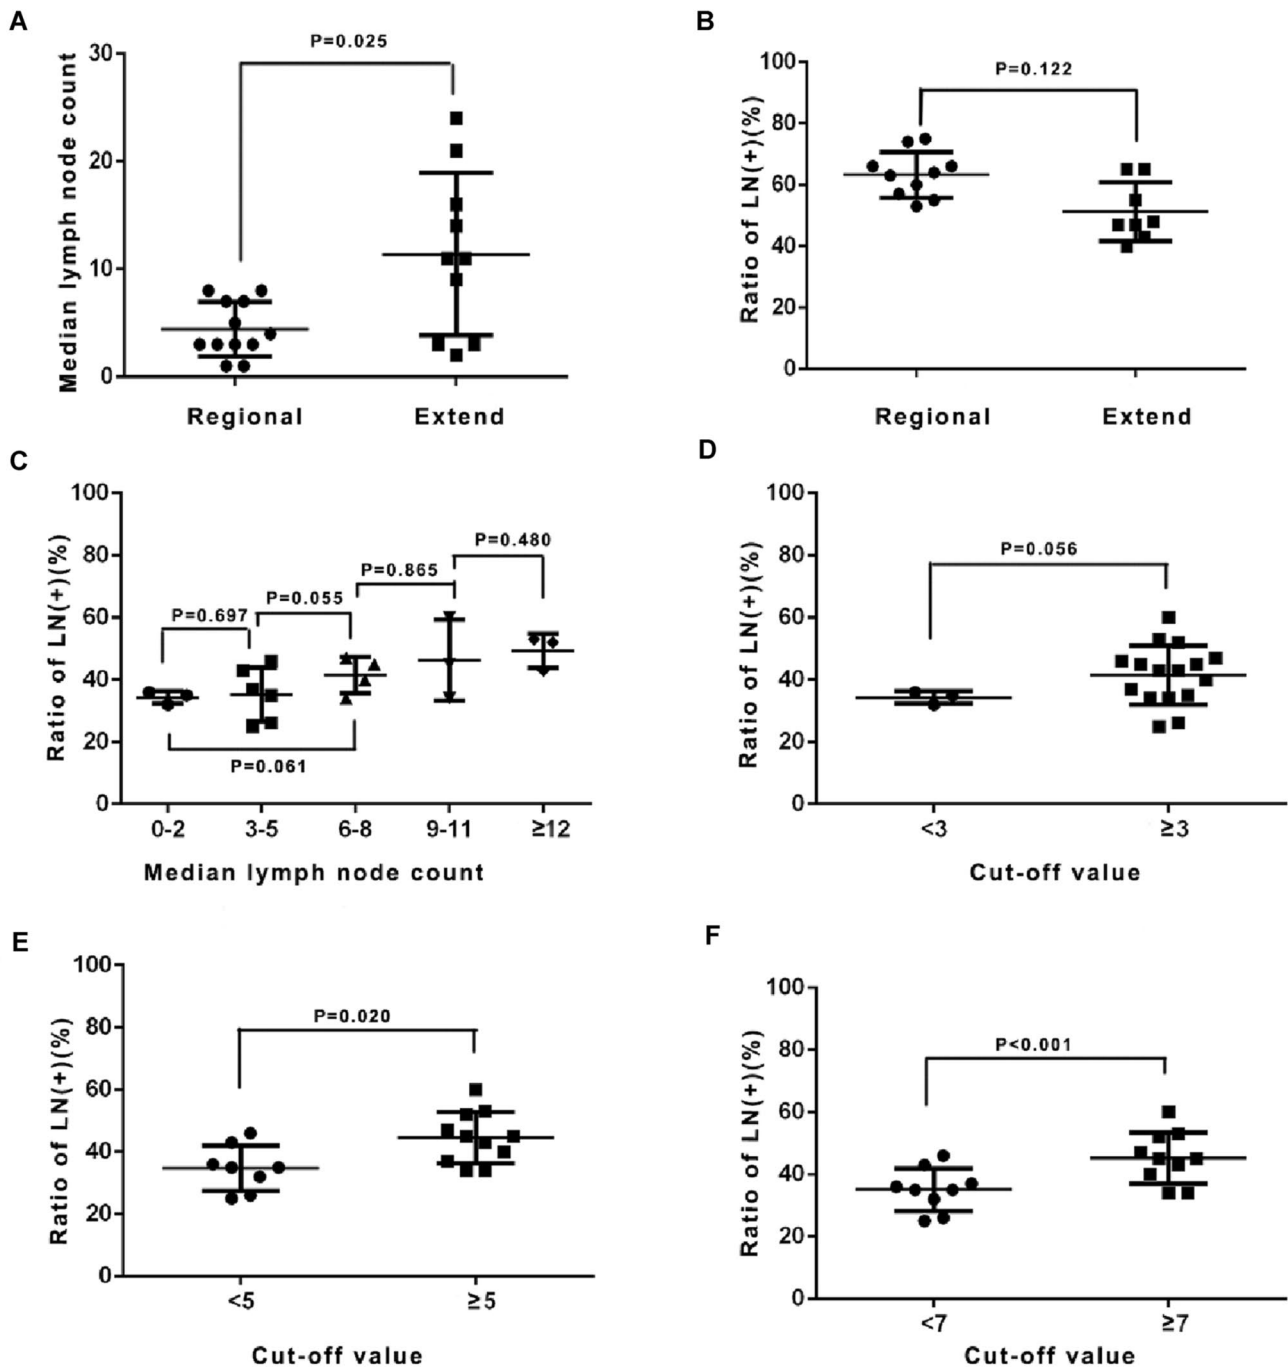 A
P=0.025
Median lymph node count
30
20
10
0
Regional
Extend
B
P=0.122
Ratio of LN(+)(%)
100
80
60
40
20
0
Regional
Extend
C
Ratio of LN(+)(%)
100
80
60
40
20
0
P=0.697
P=0.055
P=0.865
P=0.480
P=0.061
0-2
3-5
6-8
9-11
≥12
Median lymph node count
D
Ratio of LN(+)(%)
100
80
60
40
20
0
P=0.056
<3
≥3
Cut-off value
E
Ratio of LN(+)(%)
100
80
60
40
20
0
P=0.020
<5
≥5
Cut-off value
F
Ratio of LN(+)(%)
100
80
60
40
20
0
P<0.001
<7
≥7
Cut-off value